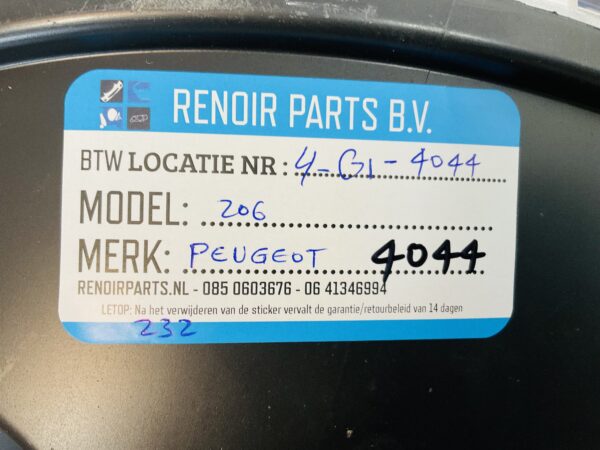 RENOIR PARTS B.V.
BTW LOCATIE NR : 4-G1-4044
MODEL: 206
MERK: PEUGEOT 4044
RENOIRPARTS.NL - 085 0603676 - 06 41346994
LETOP: Na het verwijderen van de sticker vervalt de garantie/retourbeleid van 14 dagen
232